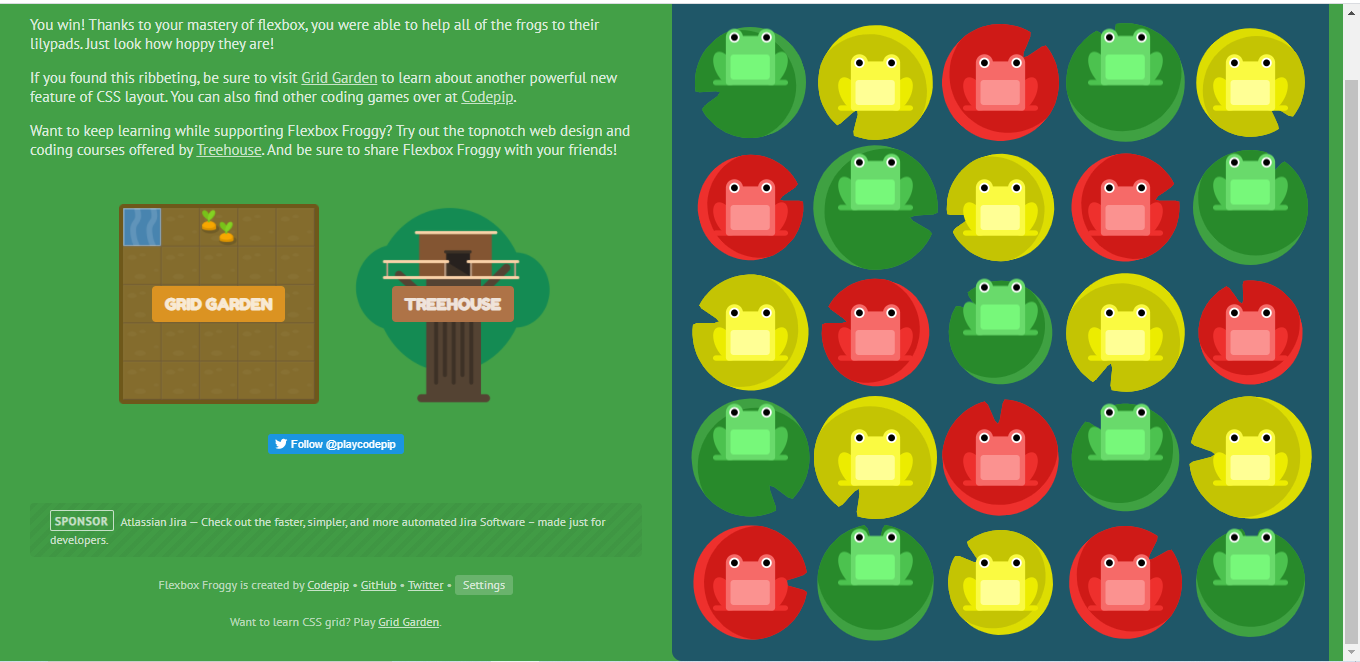 You win! Thanks to your mastery of flexbox, you were able to help all of the frogs to their
lilypads. Just look how hoppy they are!
If you found this ribbeting, be sure to visit Grid Garden to learn about another powerful new
feature of CSS layout. You can also find other coding games over at Codepip.
Want to keep learning while supporting Flexbox Froggy? Try out the topnotch web design and
coding courses offered by Treehouse. And be sure to share Flexbox Froggy with your friends!
GRID GARDEN
TREEHOUSE
Follow @playcodepip
SPONSOR Atlassian Jira — Check out the faster, simpler, and more automated Jira Software – made just for
developers.
Flexbox Froggy is created by Codepip • GitHub • Twitter • Settings
Want to learn CSS grid? Play Grid Garden.